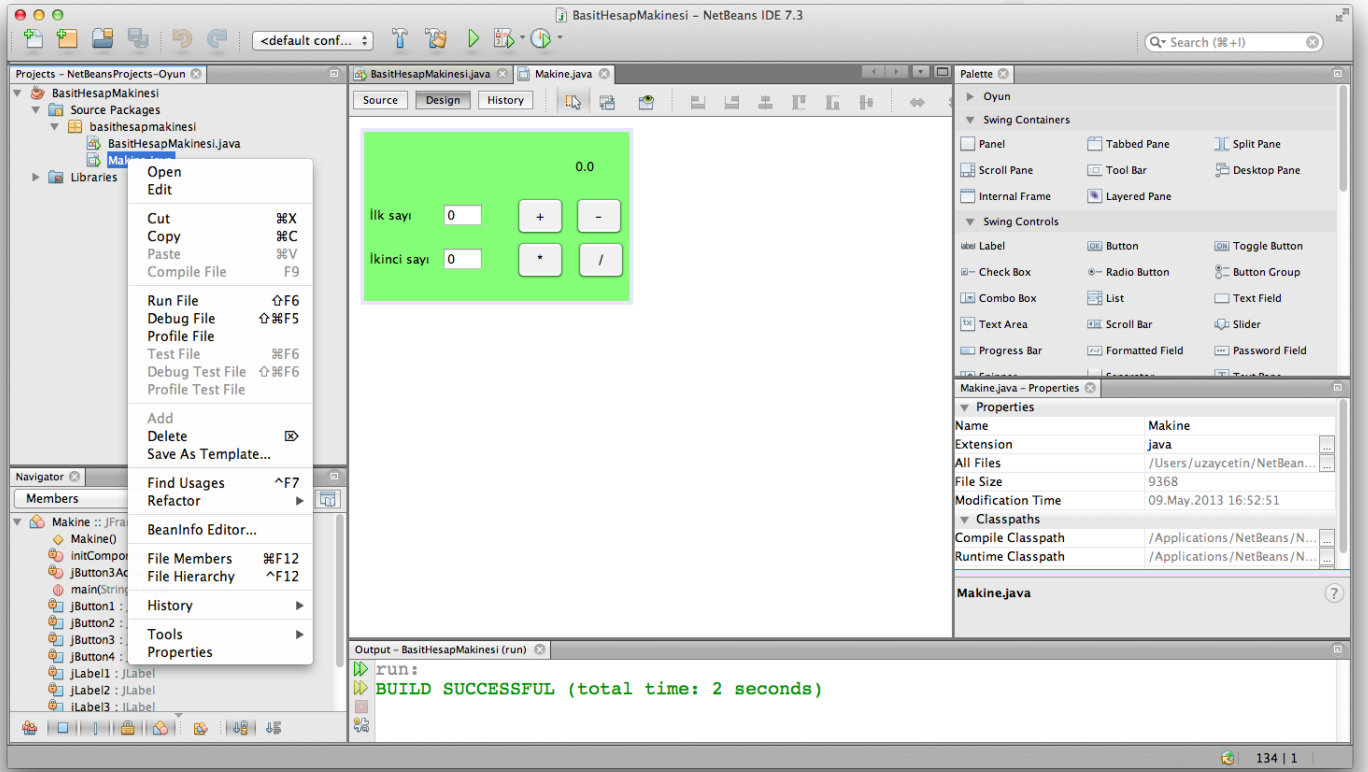 BasitHesapMakinesi – NetBeans IDE 7.3
<default conf...
Search (⌘+I)
Projects – NetBeansProjects-Oyun
BasitHesapMakinesi
Source Packages
basithesapmakinesi
BasitHesapMakinesi.java
Makine.java
Libraries
Open
Edit
Cut ⌘X
Copy ⌘C
Paste ⌘V
Compile File F9
Run File ⇧F6
Debug File ⇧⌘F5
Profile File
Test File ⌘F6
Debug Test File ⇧⌘F6
Profile Test File
Add
Delete ⌦
Save As Template...
Find Usages ^F7
Refactor
BeanInfo Editor...
File Members ⌘F12
File Hierarchy ^F12
History
Tools
Properties
Navigator
Members
Makine :: JFra
Makine()
initCompor
jButton3Ac
main(String
jButton1 :
jButton2 :
jButton3 :
jButton4 :
jLabel1 : JLabel
jLabel2 : JLabel
jLabel3 : JLabel
BasitHesapMakinesi.java
Makine.java
Source Design History
0.0
İlk sayı 0 + -
İkinci sayı 0 * /
Output – BasitHesapMakinesi (run)
run:
BUILD SUCCESSFUL (total time: 2 seconds)
Palette
Oyun
Swing Containers
Panel Tabbed Pane Split Pane
Scroll Pane Tool Bar Desktop Pane
Internal Frame Layered Pane
Swing Controls
label Label OK Button ON Toggle Button
Check Box Radio Button Button Group
Combo Box List Text Field
Text Area Scroll Bar Slider
Progress Bar Formatted Field Password Field
Spinner Separator Text Pane
Makine.java – Properties
Properties
Name Makine
Extension java ...
All Files /Users/uzaycetin/NetBean... ...
File Size 9368
Modification Time 09.May.2013 16:52:51
Classpaths
Compile Classpath /Applications/NetBeans/N... ...
Runtime Classpath /Applications/NetBeans/N... ...
Makine.java ?
134 | 1